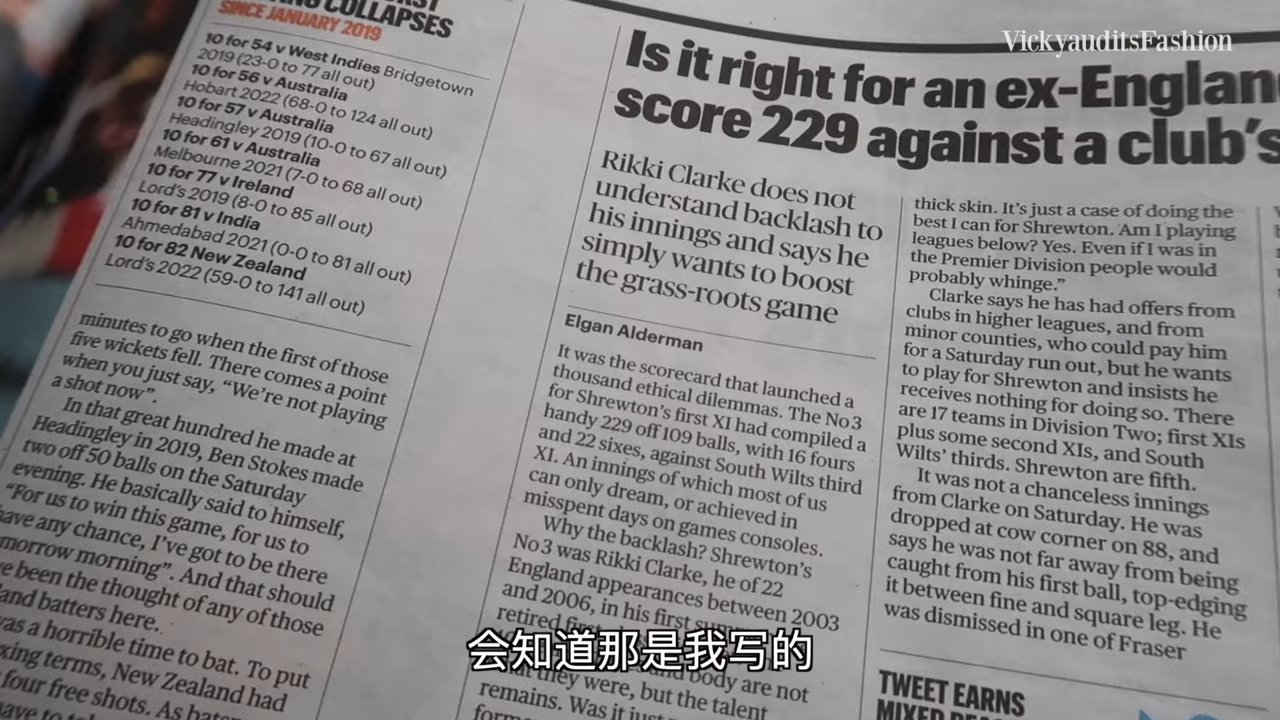 VickyauditsFashion
COLLAPSES
SINCE JANUARY 2019
10 for 54 v West Indies Bridgetown
2019 (23-0 to 77 all out)
10 for 56 v Australia
Hobart 2022 (68-0 to 124 all out)
10 for 57 v Australia
Headingley 2019 (10-0 to 67 all out)
10 for 61 v Australia
Melbourne 2021 (7-0 to 68 all out)
10 for 77 v Ireland
Lord's 2019 (8-0 to 85 all out)
10 for 81 v India
Ahmedabad 2021 (0-0 to 81 all out)
10 for 82 New Zealand
Lord's 2022 (59-0 to 141 all out)
minutes to go when the first of those
five wickets fell. There comes a point
when you just say, “We're not playing
a shot now”.
In that great hundred he made at
Headingley in 2019, Ben Stokes made
two off 50 balls on the Saturday
evening. He basically said to himself,
“For us to win this game, for us to
have any chance, I've got to be there
morrow morning”. And that should
been the thought of any of those
batters here.
was a horrible time to bat. To put
terms, New Zealand had
four free shots. As
Is it right for an ex-England
score 229 against a club's
Rikki Clarke does not
understand backlash to
his innings and says he
simply wants to boost
the grass-roots game
Elgan Alderman
It was the scorecard that launched a
thousand ethical dilemmas. The No3
for Shrewton's first XI had compiled a
handy 229 off 109 balls, with 16 fours
and 22 sixes, against South Wilts third
XI. An innings of which most of us
can only dream, or achieved in
misspent days on games consoles.
Why the backlash? Shrewton's
No3 was Rikki Clarke, he of 22
England appearances between 2003
and 2006, in his first
retired
and body are not
they were, but the talent
remains. Was it just
thick skin. It's just a case of doing the
best I can for Shrewton. Am I playing
leagues below? Yes. Even if I was in
the Premier Division people would
probably whinge.”
Clarke says he has had offers from
clubs in higher leagues, and from
minor counties, who could pay him
for a Saturday run out, but he wants
to play for Shrewton and insists he
receives nothing for doing so. There
are 17 teams in Division Two; first XIs
plus some second XIs, and South
Wilts' thirds. Shrewton are fifth.
It was not a chanceless innings
from Clarke on Saturday. He was
dropped at cow corner on 88, and
says he was not far away from being
caught from his first ball, top-edging
it between fine and square leg. He
was dismissed in one of Fraser
TWEET EARNS
会知道那是我写的